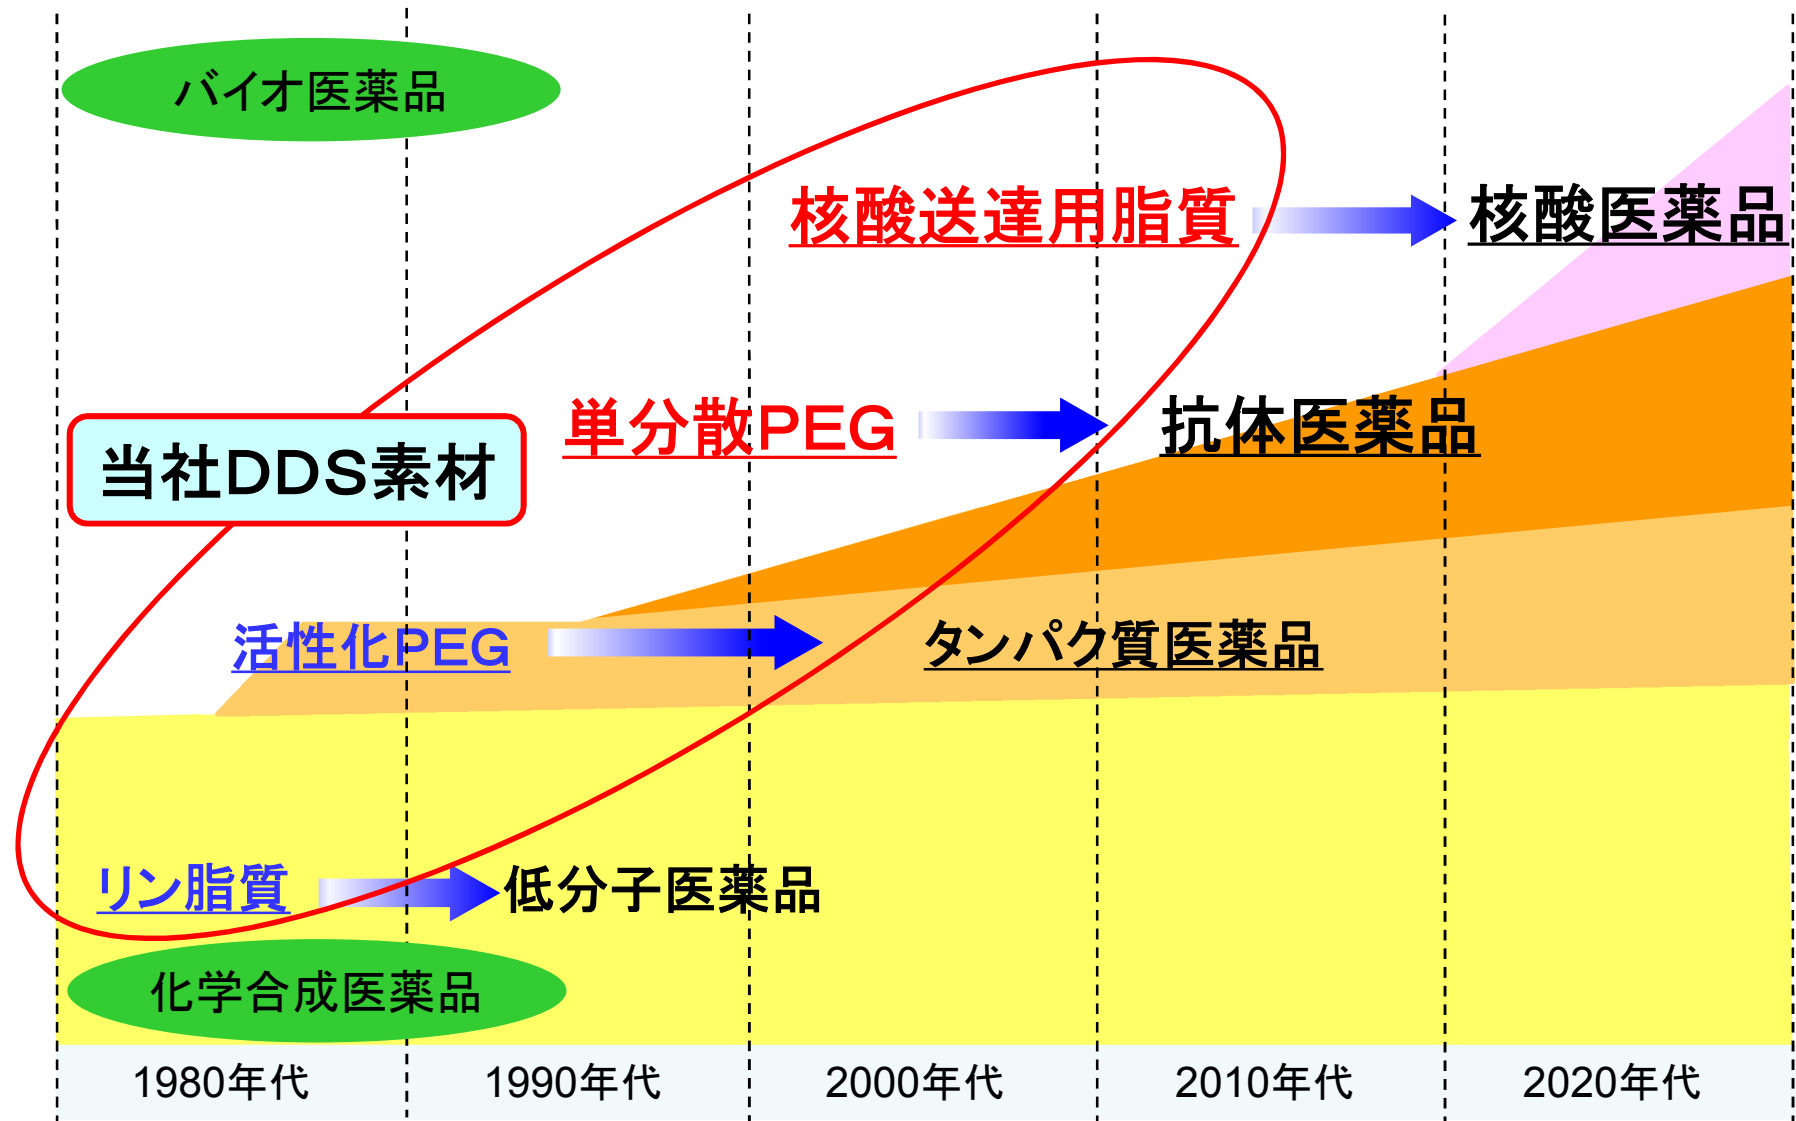 バイオ医薬品
核酸送達用脂質
核酸医薬品
単分散PEG
抗体医薬品
当社DDS素材
活性化PEG
タンパク質医薬品
リン脂質
低分子医薬品
化学合成医薬品
1980年代
1990年代
2000年代
2010年代
2020年代